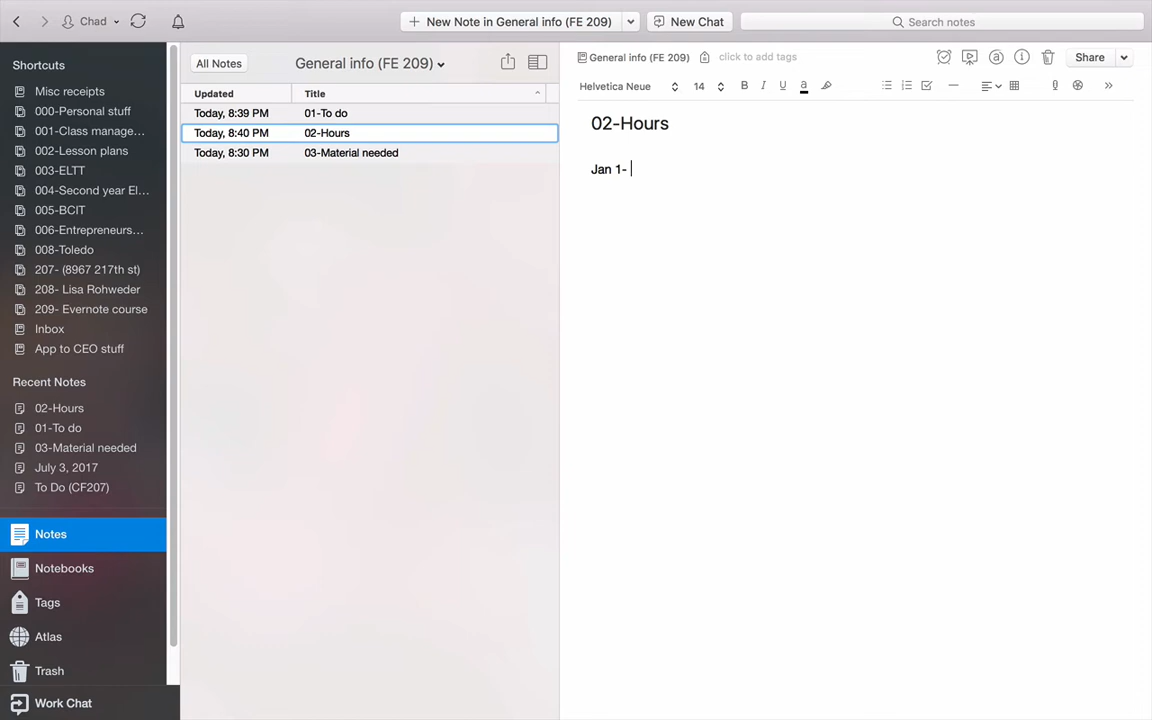 Chad
New Note in General info (FE 209)
New Chat
Search notes
Shortcuts
Misc receipts
000-Personal stuff
001-Class manage...
002-Lesson plans
003-ELTT
004-Second year El...
005-BCIT
006-Entrepreneurs...
008-Toledo
207- (8967 217th st)
208- Lisa Rohweder
209- Evernote course
Inbox
App to CEO stuff
Recent Notes
02-Hours
01-To do
03-Material needed
July 3, 2017
To Do (CF207)
Notes
Notebooks
Tags
Atlas
Trash
Work Chat
All Notes
General info (FE 209)
Updated Title
Today, 8:39 PM 01-To do
Today, 8:40 PM 02-Hours
Today, 8:30 PM 03-Material needed
General info (FE 209) click to add tags
Share
Helvetica Neue 14 B I U a
02-Hours
Jan 1-